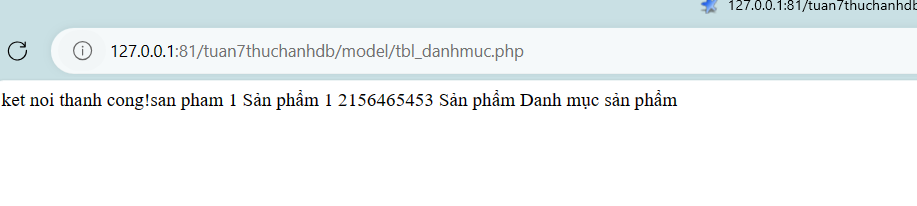 127.0.0.1:81/tuan7thuchanhdb
127.0.0.1:81/tuan7thuchanhdb/model/tbl_danhmuc.php
ket noi thanh cong!san pham 1 Sản phẩm 1 2156465453 Sản phẩm Danh mục sản phẩm